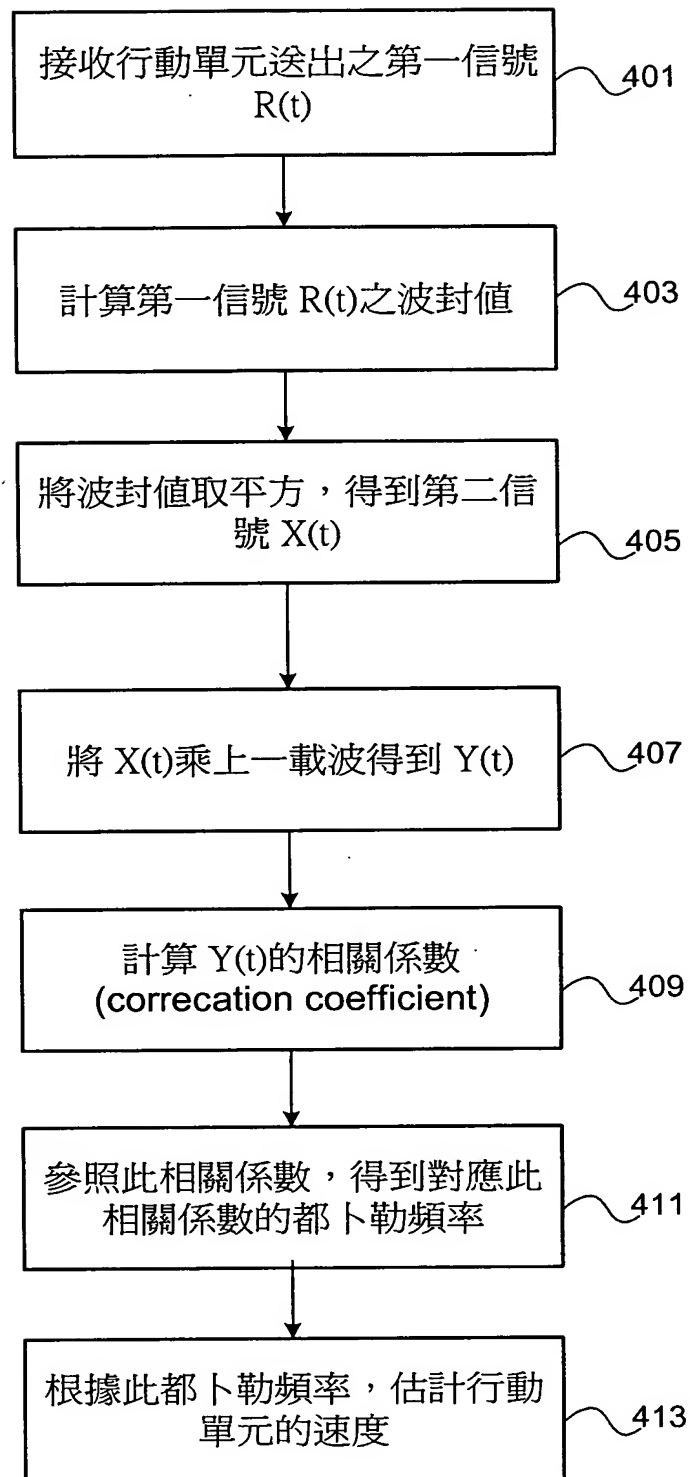 接收行動單元送出之第一信號
R(t)
401
計算第一信號 R(t)之波封值
403
將波封值取平方，得到第二信
號 X(t)
405
將 X(t)乘上一載波得到 Y(t)
407
計算 Y(t)的相關係數
(correcation coefficient)
409
參照此相關係數，得到對應此
相關係數的都卜勒頻率
411
根據此都卜勒頻率，估計行動
單元的速度
413